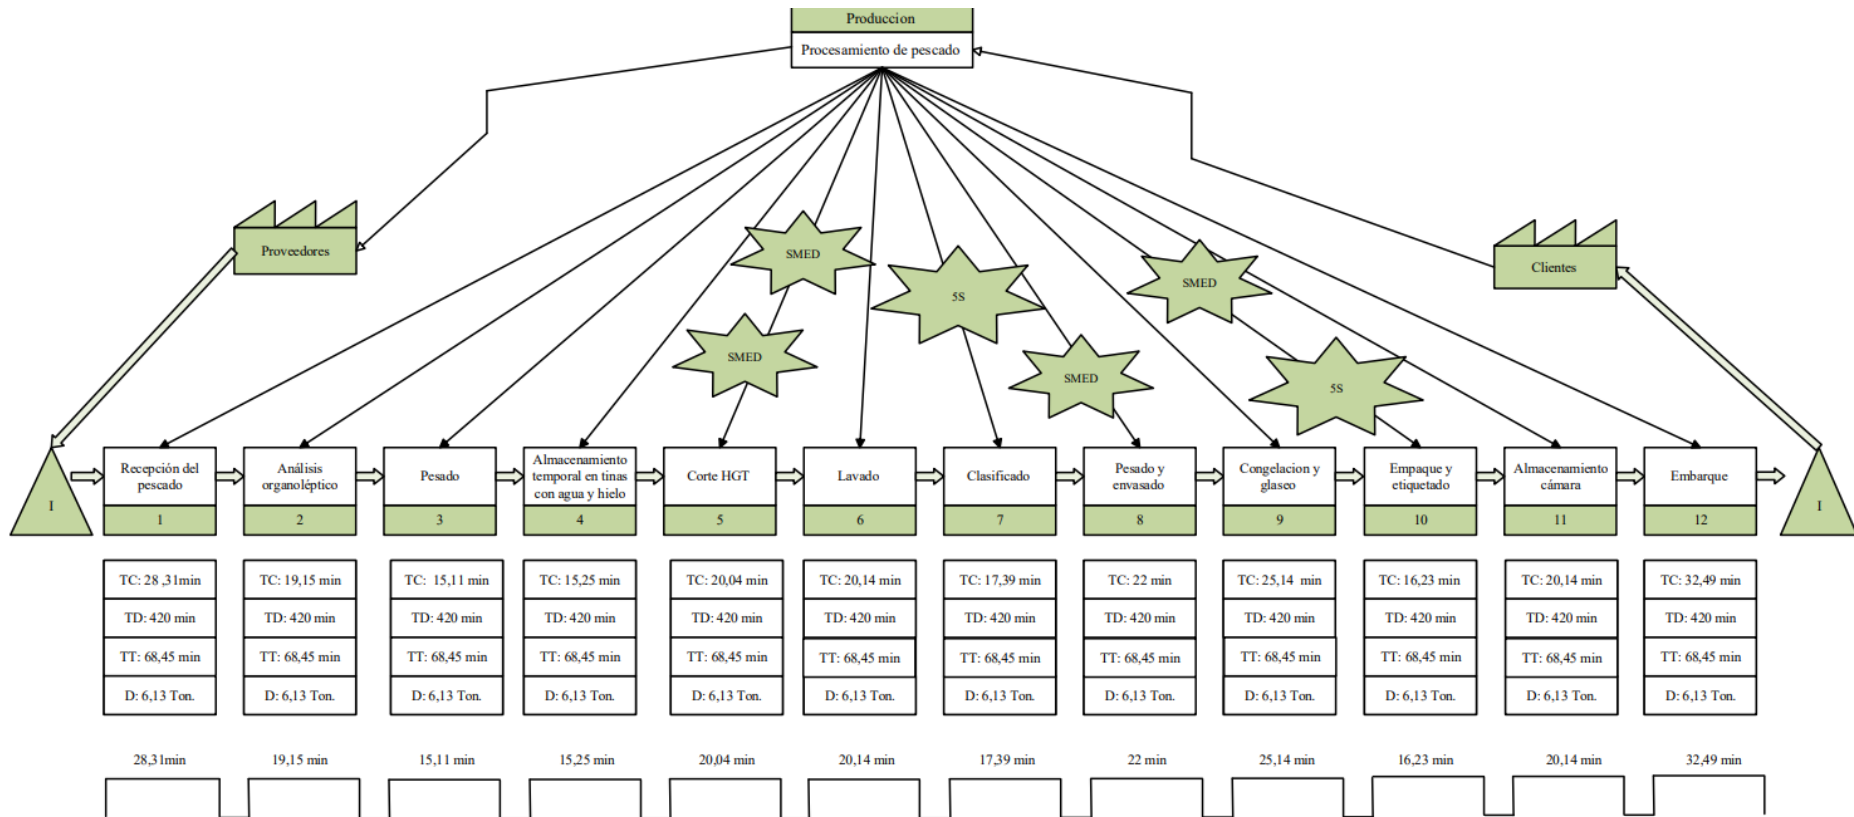 Produccion
Procesamiento de pescado
Proveedores
Clientes
SMED
5S
SMED
SMED
SMED
5S
I
Recepción del
pescado
1
Análisis
organoléptico
2
Pesado
3
Almacenamiento
temporal en tinas
con agua y hielo
4
Corte HGT
5
Lavado
6
Clasificado
7
Pesado y
envasado
8
Congelacion y
glaseo
9
Empaque y
etiquetado
10
Almacenamiento
cámara
11
Embarque
12
I
TC: 28 ,31min
TD: 420 min
TT: 68,45 min
D: 6,13 Ton.
TC: 19,15 min
TD: 420 min
TT: 68,45 min
D: 6,13 Ton.
TC: 15,11 min
TD: 420 min
TT: 68,45 min
D: 6,13 Ton.
TC: 15,25 min
TD: 420 min
TT: 68,45 min
D: 6,13 Ton.
TC: 20,04 min
TD: 420 min
TT: 68,45 min
D: 6,13 Ton.
TC: 20,14 min
TD: 420 min
TT: 68,45 min
D: 6,13 Ton.
TC: 17,39 min
TD: 420 min
TT: 68,45 min
D: 6,13 Ton.
TC: 22 min
TD: 420 min
TT: 68,45 min
D: 6,13 Ton.
TC: 25,14 min
TD: 420 min
TT: 68,45 min
D: 6,13 Ton.
TC: 16,23 min
TD: 420 min
TT: 68,45 min
D: 6,13 Ton.
TC: 20,14 min
TD: 420 min
TT: 68,45 min
D: 6,13 Ton.
TC: 32,49 min
TD: 420 min
TT: 68,45 min
D: 6,13 Ton.
28,31min
19,15 min
15,11 min
15,25 min
20,04 min
20,14 min
17,39 min
22 min
25,14 min
16,23 min
20,14 min
32,49 min